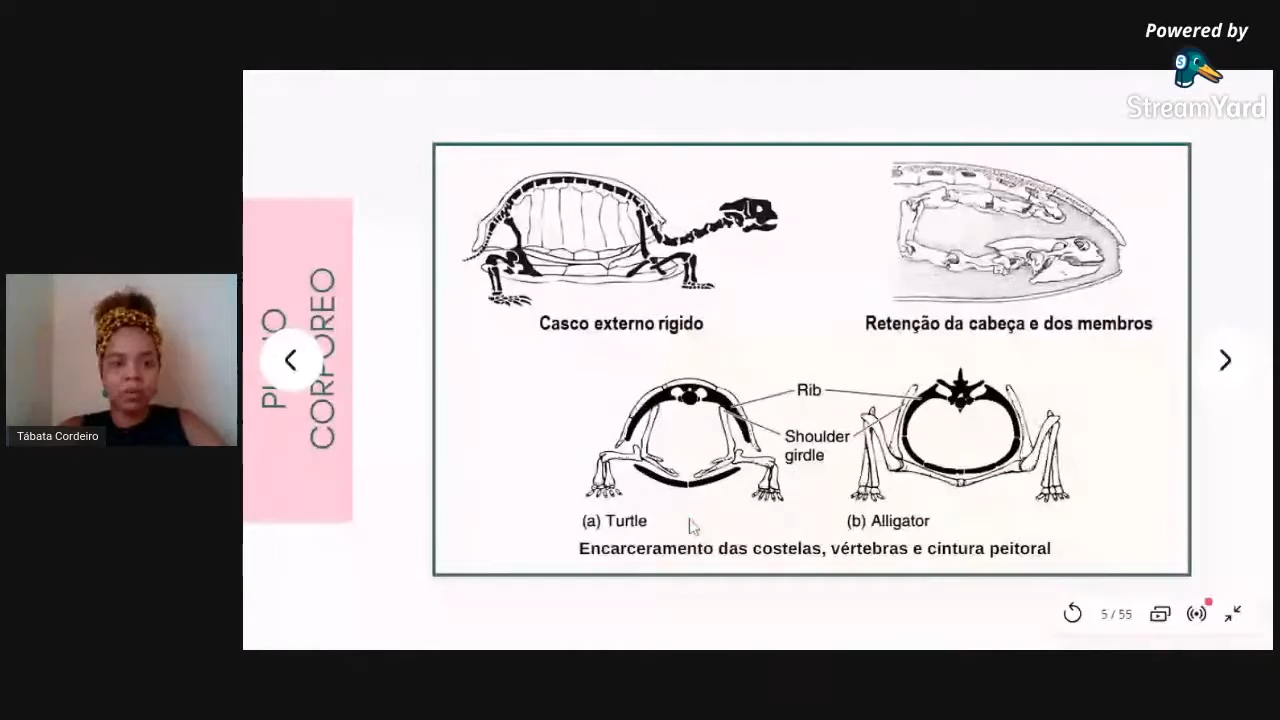 Powered by
S
StreamYard
CORPÓREO
Casco externo rígido
Retenção da cabeça e dos membros
Rib
Shoulder
girdle
(a) Turtle
(b) Alligator
Encarceramento das costelas, vértebras e cintura peitoral
Tábata Cordeiro
5 / 55